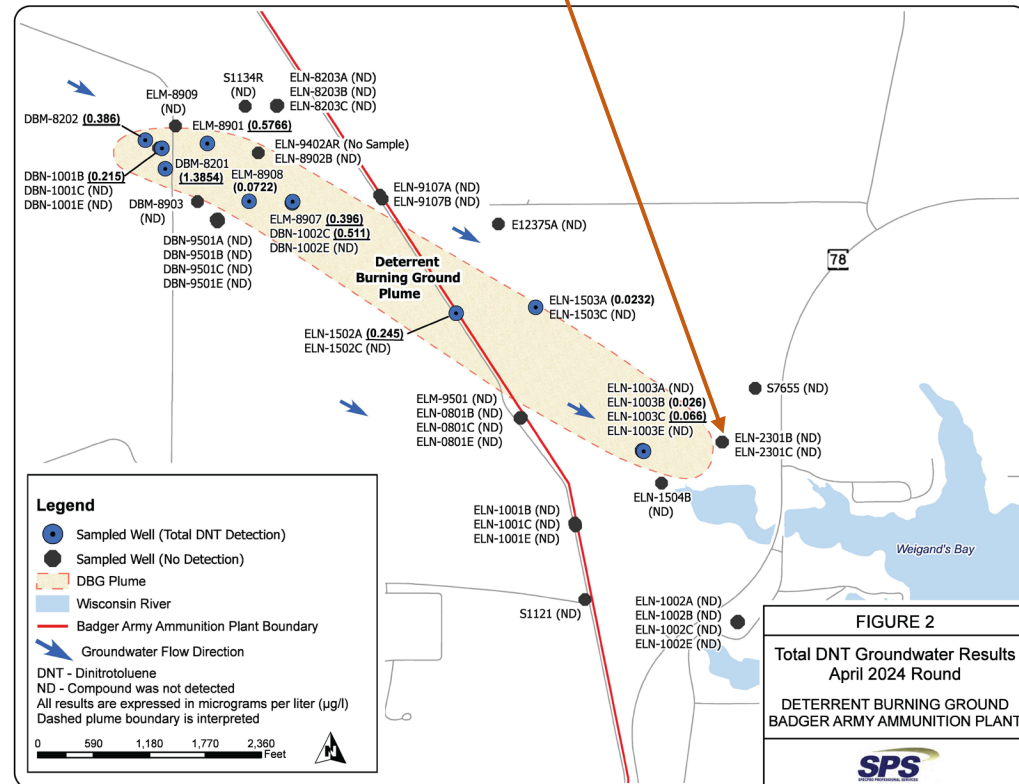 S1134R
(ND)
ELN-8203A (ND)
ELN-8203B (ND)
ELN-8203C (ND)
ELM-8909
(ND)
DBM-8202 (0.386)
ELM-8901 (0.5766)
ELN-9402AR (No Sample)
ELN-8902B (ND)
DBM-8201
(1.3854)
ELM-8908
(0.0722)
DBN-1001B (0.215)
DBN-1001C (ND)
DBN-1001E (ND)
DBM-8903
(ND)
ELN-9107A (ND)
ELN-9107B (ND)
ELM-8907 (0.396)
DBN-1002C (0.511)
DBN-1002E (ND)
E12375A (ND)
DBN-9501A (ND)
DBN-9501B (ND)
DBN-9501C (ND)
DBN-9501E (ND)
78
Deterrent
Burning Ground
Plume
ELN-1503A (0.0232)
ELN-1503C (ND)
ELN-1502A (0.245)
ELN-1502C (ND)
ELN-1003A (ND)
ELN-1003B (0.026)
ELN-1003C (0.066)
ELN-1003E (ND)
S7655 (ND)
ELM-9501 (ND)
ELN-0801B (ND)
ELN-0801C (ND)
ELN-0801E (ND)
ELN-2301B (ND)
ELN-2301C (ND)
ELN-1504B
(ND)
ELN-1001B (ND)
ELN-1001C (ND)
ELN-1001E (ND)
Weigand's Bay
S1121 (ND)
ELN-1002A (ND)
ELN-1002B (ND)
ELN-1002C (ND)
ELN-1002E (ND)
Legend
Sampled Well (Total DNT Detection)
Sampled Well (No Detection)
DBG Plume
Wisconsin River
Badger Army Ammunition Plant Boundary
Groundwater Flow Direction
DNT - Dinitrotoluene
ND - Compound was not detected
All results are expressed in micrograms per liter (µg/l)
Dashed plume boundary is interpreted
0 590 1,180 1,770 2,360
Feet
N
FIGURE 2
Total DNT Groundwater Results
April 2024 Round
DETERRENT BURNING GROUND
BADGER ARMY AMMUNITION PLANT
SPS
SPECPRO PROFESSIONAL SERVICES